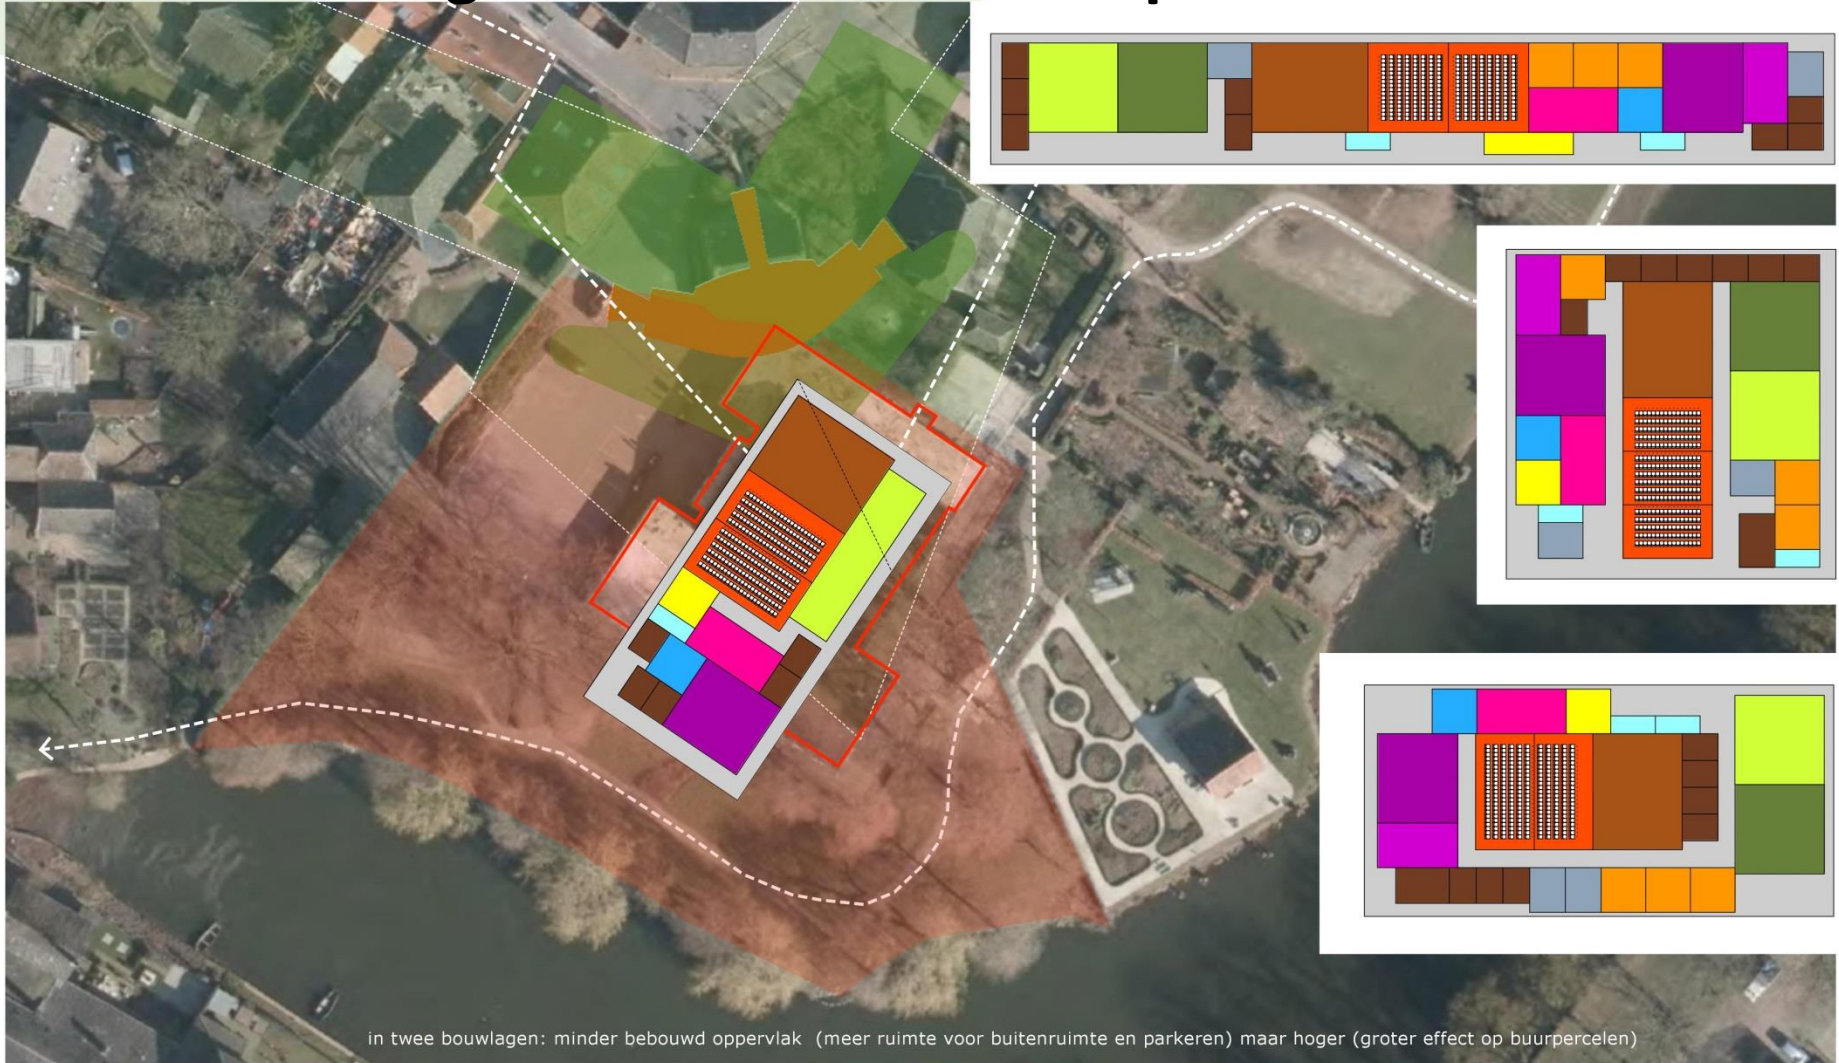 in twee bouwlagen: minder bebouwd oppervlak (meer ruimte voor buitenruimte en parkeren) maar hoger (groter effect op buurpercelen)